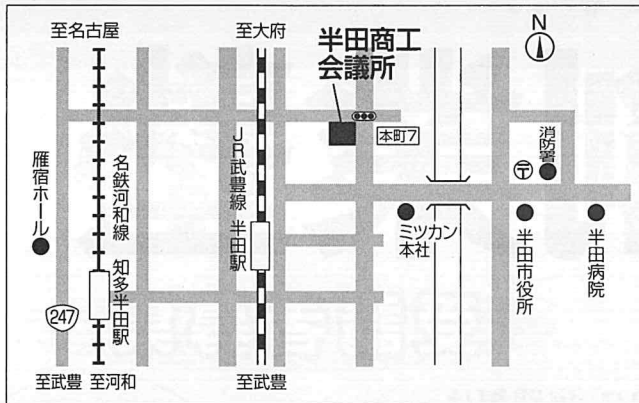 至名古屋
至大府
半田商工
会議所
N
本町7
消防署
〒
雁宿ホール
名鉄河和線
JR武豊線
半田駅
ミツカン
本社
半田市役所
半田病院
知多半田駅
247
至武豊
至河和
至武豊